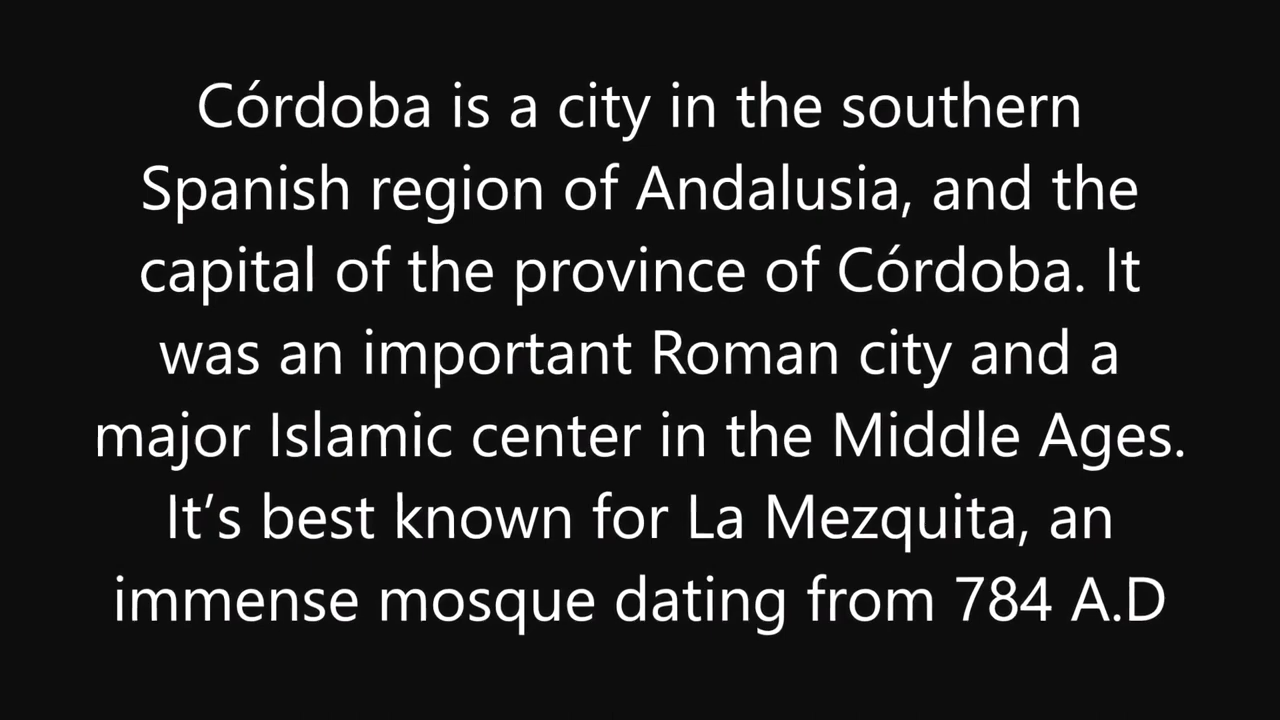 Córdoba is a city in the southern
Spanish region of Andalusia, and the
capital of the province of Córdoba. It
was an important Roman city and a
major Islamic center in the Middle Ages.
It’s best known for La Mezquita, an
immense mosque dating from 784 A.D